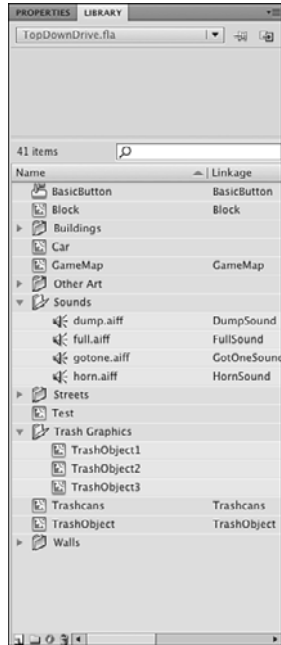 PROPERTIES LIBRARY
TopDownDrive.fla
41 items
Name Linkage
BasicButton BasicButton
Block Block
Buildings
Car
GameMap GameMap
Other Art
Sounds
dump.aiff DumpSound
full.aiff FullSound
gotone.aiff GotOneSound
horn.aiff HornSound
Streets
Test
Trash Graphics
TrashObject1
TrashObject2
TrashObject3
Trashcans Trashcans
TrashObject TrashObject
Walls